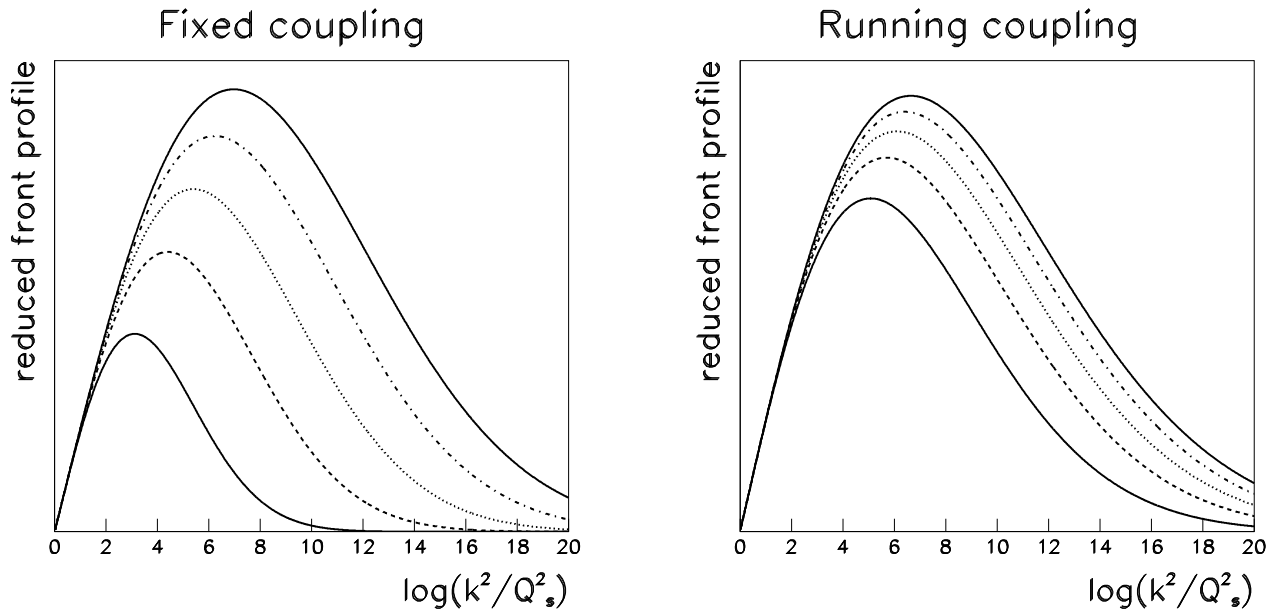 Fixed coupling
reduced front profile
0 2 4 6 8 10 12 14 16 18 20
log(k²/Q²ₛ)
Running coupling
reduced front profile
0 2 4 6 8 10 12 14 16 18 20
log(k²/Q²ₛ)